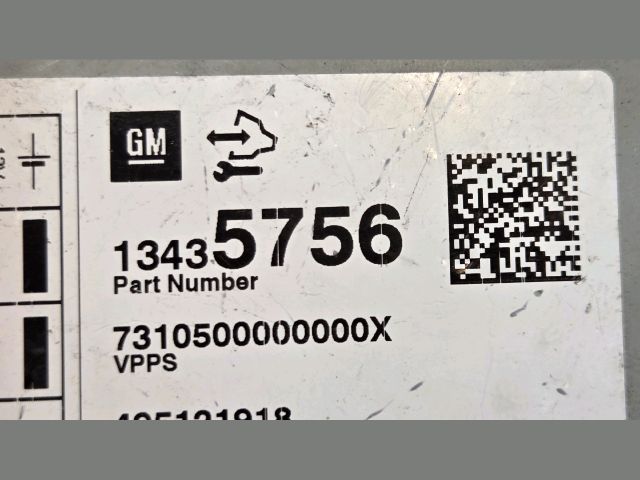 GM
13435756
Part Number
7310500000000X
VPPS